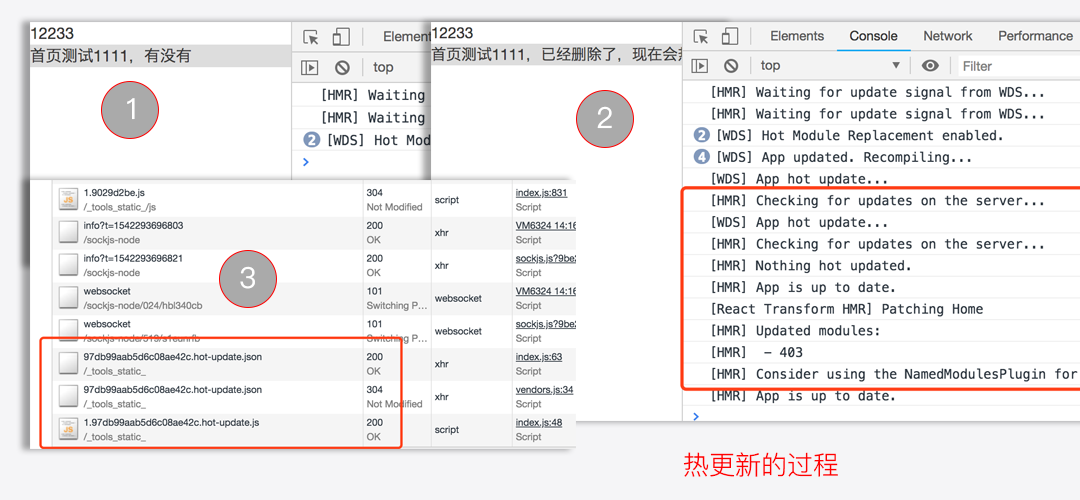 12233
首页测试1111，有没有
1
Element
top
[HMR] Waiting
[HMR] Waiting
2 [WDS] Hot Mod
12233
首页测试1111，已经删除了，现在会
2
Elements Console Network Performance
top Filter
[HMR] Waiting for update signal from WDS...
[HMR] Waiting for update signal from WDS...
2 [WDS] Hot Module Replacement enabled.
4 [WDS] App updated. Recompiling...
[WDS] App hot update...
[HMR] Checking for updates on the server...
[WDS] App hot update...
[HMR] Checking for updates on the server...
[HMR] Nothing hot updated.
[HMR] App is up to date.
[React Transform HMR] Patching Home
[HMR] Updated modules:
[HMR] - 403
[HMR] Consider using the NamedModulesPlugin for
[HMR] App is up to date.
3
1.9029d2be.js 304 script index.js:831
/_tools_static_/js Not Modified Script
info?t=1542293696803 200 xhr VM6324 14:16
/sockjs-node OK Script
info?t=1542293696821 200 xhr sockjs.js?9be
/sockjs-node OK Script
websocket 101 websocket VM6324 14:16
/sockjs-node/024/hbl340cb Switching P... Script
websocket 101 websocket sockjs.js?9be
Switching P... Script
97db99aab5d6c08ae42c.hot-update.json 200 xhr index.js:63
/_tools_static_ OK Script
97db99aab5d6c08ae42c.hot-update.json 304 xhr vendors.js:34
/_tools_static_ Not Modified Script
1.97db99aab5d6c08ae42c.hot-update.js 200 script index.js:48
/_tools_static_ OK Script
热更新的过程